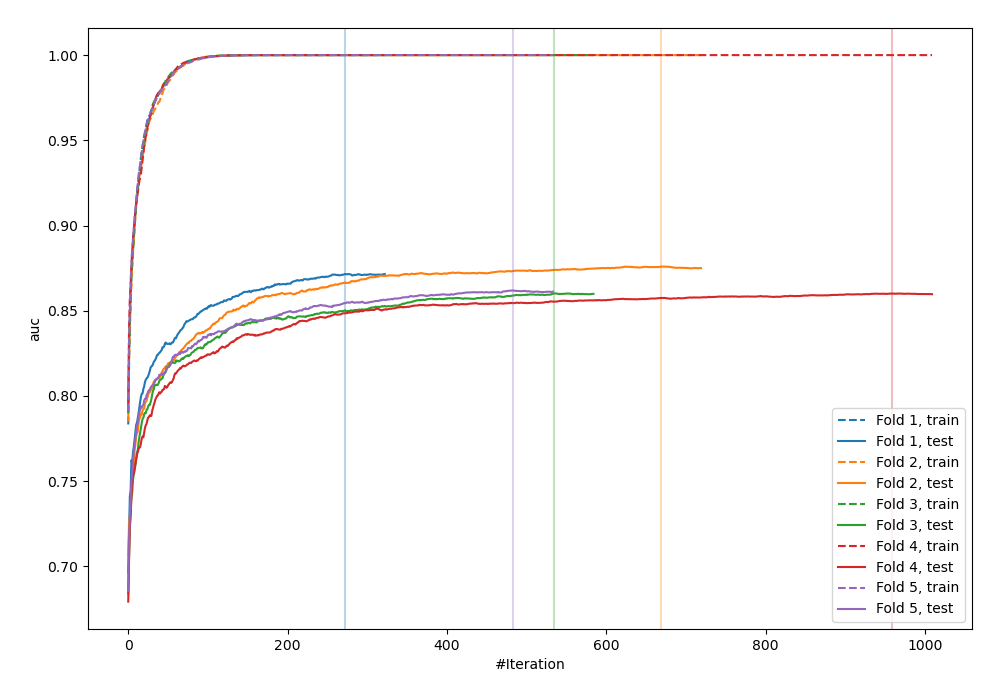 1.00
0.95
0.90
0.85
0.80
0.75
0.70
auc
0
200
400
600
800
1000
#Iteration
Fold 1, train
Fold 1, test
Fold 2, train
Fold 2, test
Fold 3, train
Fold 3, test
Fold 4, train
Fold 4, test
Fold 5, train
Fold 5, test